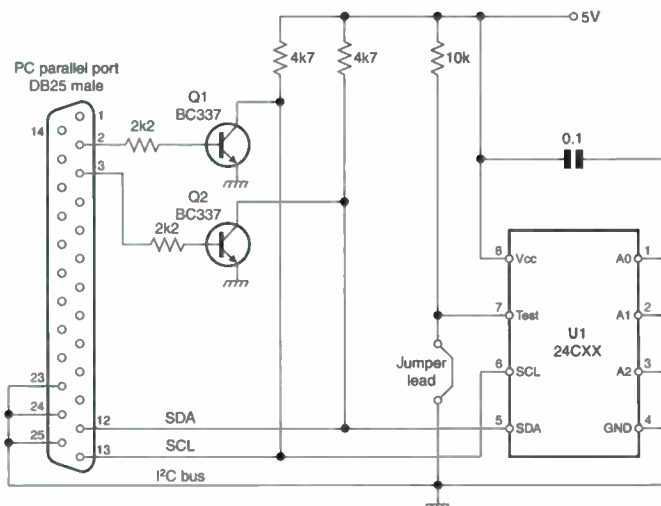 5V
4k7
4k7
10k
PC parallel port
DB25 male
Q1
BC337
14
1
2
2k2
3
0.1
Q2
BC337
2k2
8
Vcc
A0
1
7
Test
A1
2
U1
24CXX
Jumper
lead
6
SCL
A2
3
23
24
12
SDA
5
SDA
GND
4
25
13
SCL
I²C bus